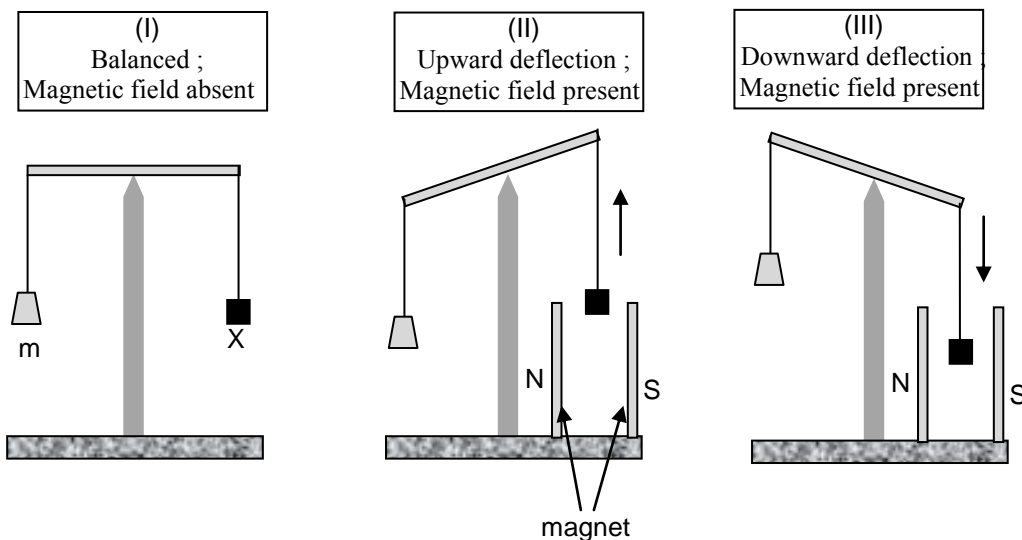 (I)
Balanced ;
Magnetic field absent
(II)
Upward deflection ;
Magnetic field present
(III)
Downward deflection ;
Magnetic field present
m
X
N
S
N
S
magnet